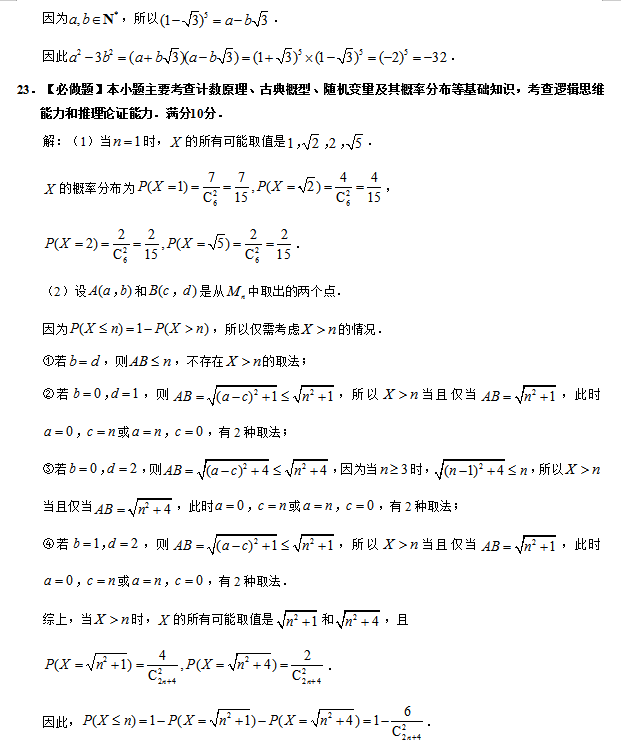 因为a,b∈N*，所以(1−√3)⁵ = a−b√3．
因此a²−3b² = (a+b√3)(a−b√3) = (1+√3)⁵×(1−√3)⁵ = (−2)⁵ = −32．
23．【必做题】本小题主要考查计数原理、古典概型、随机变量及其概率分布等基础知识，考查逻辑思维
能力和推理论证能力．满分10分．
解：（1）当n=1时，X的所有可能取值是1，√2，2，√5．
X的概率分布为P(X=1) = 7/C₆² = 7/15, P(X=√2) = 4/C₆² = 4/15，
P(X=2) = 2/C₆² = 2/15, P(X=√5) = 2/C₆² = 2/15．
（2）设A(a，b)和B(c，d)是从Mₙ中取出的两个点．
因为P(X≤n) = 1−P(X>n)，所以仅需考虑X>n的情况．
①若b=d，则AB≤n，不存在X>n的取法；
②若b=0，d=1，则AB=√((a−c)²+1)≤√(n²+1)，所以X>n当且仅当AB=√(n²+1)，此时
a=0，c=n或a=n，c=0，有2种取法；
③若b=0，d=2，则AB=√((a−c)²+4)≤√(n²+4)，因为当n≥3时，√((n−1)²+4)≤n，所以X>n
当且仅当AB=√(n²+4)，此时a=0，c=n或a=n，c=0，有2种取法；
④若b=1，d=2，则AB=√((a−c)²+1)≤√(n²+1)，所以X>n当且仅当AB=√(n²+1)，此时
a=0，c=n或a=n，c=0，有2种取法．
综上，当X>n时，X的所有可能取值是√(n²+1)和√(n²+4)，且
P(X=√(n²+1)) = 4/C²₂ₙ₊₄, P(X=√(n²+4)) = 2/C²₂ₙ₊₄．
因此，P(X≤n) = 1−P(X=√(n²+1))−P(X=√(n²+4)) = 1−6/C²₂ₙ₊₄．